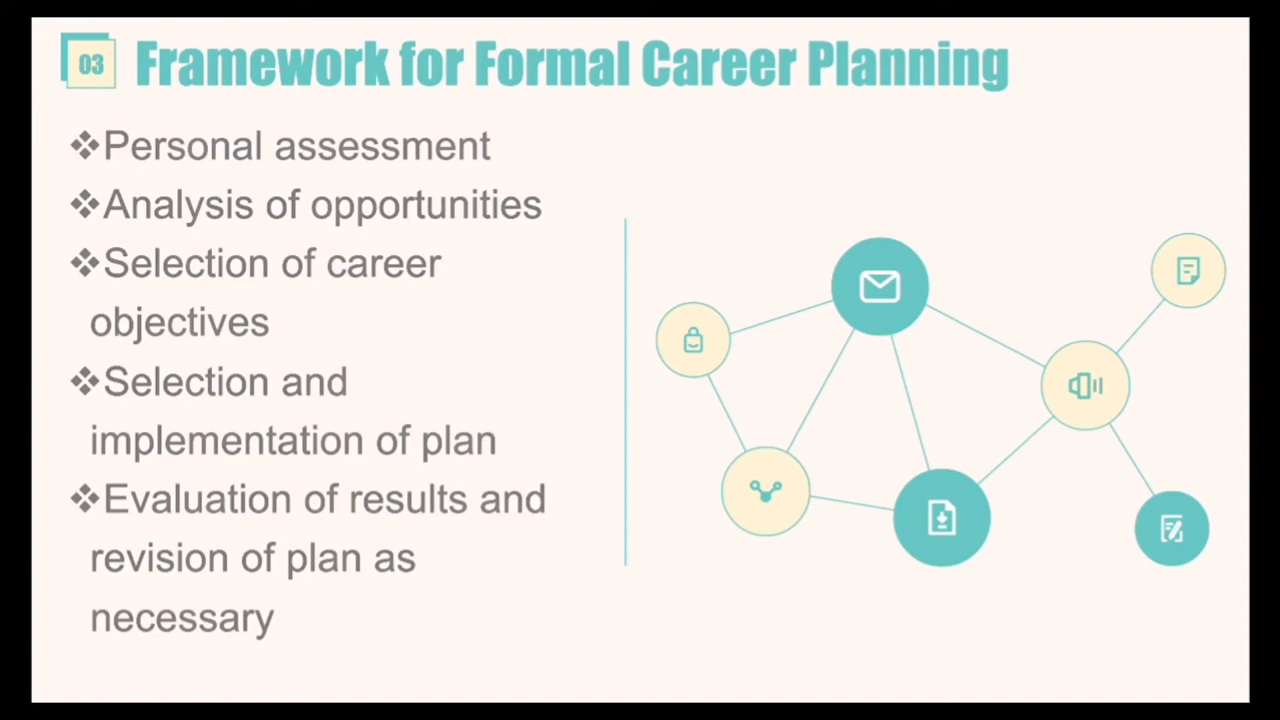 03
Framework for Formal Career Planning
❖Personal assessment
❖Analysis of opportunities
❖Selection of career
objectives
❖Selection and
implementation of plan
❖Evaluation of results and
revision of plan as
necessary